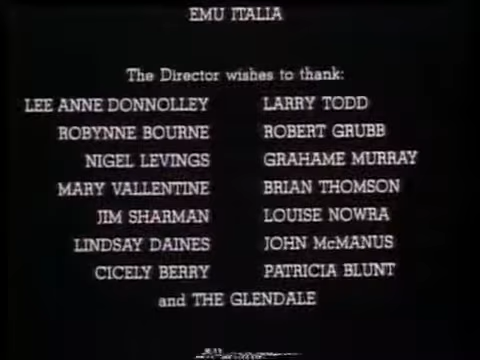 EMU ITALIA
The Director wishes to thank:
LEE ANNE DONNOLLEY LARRY TODD
ROBYNNE BOURNE ROBERT GRUBB
NIGEL LEVINGS GRAHAME MURRAY
MARY VALLENTINE BRIAN THOMSON
JIM SHARMAN LOUISE NOWRA
LINDSAY DAINES JOHN McMANUS
CICELY BERRY PATRICIA BLUNT
and THE GLENDALE